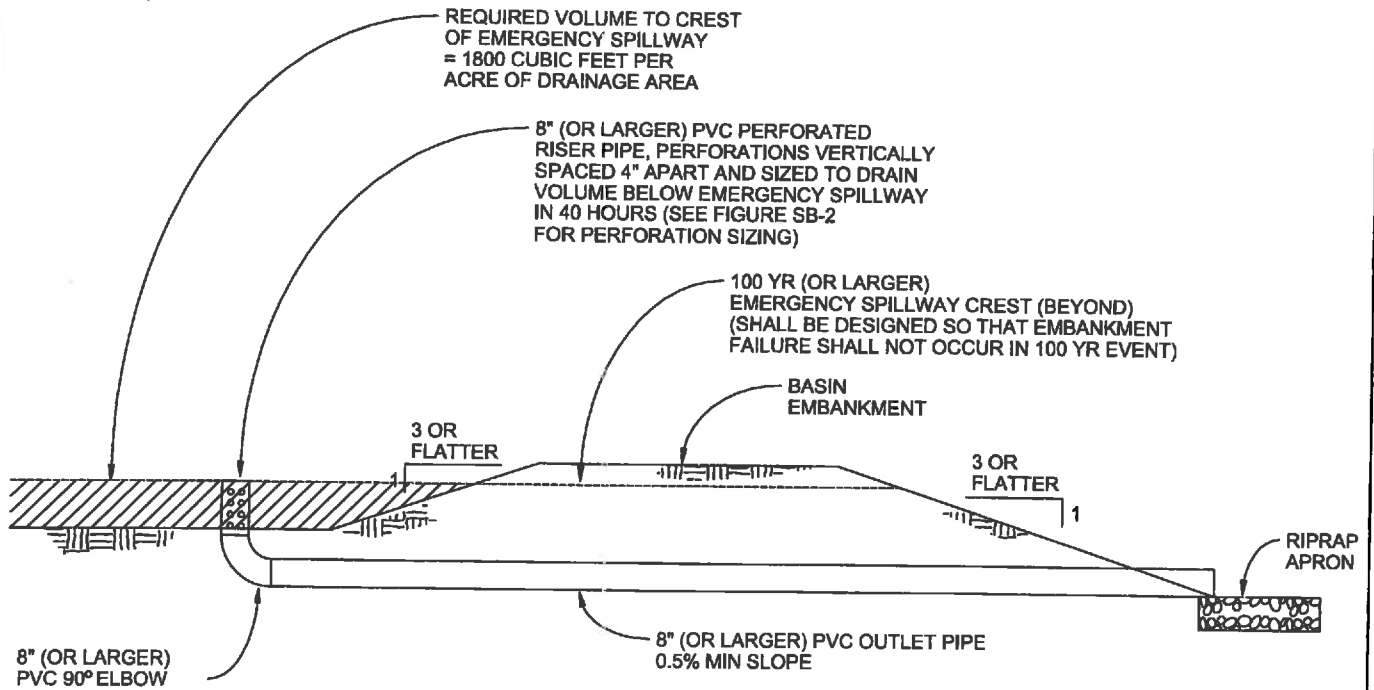 REQUIRED VOLUME TO CREST
OF EMERGENCY SPILLWAY
= 1800 CUBIC FEET PER
ACRE OF DRAINAGE AREA
8" (OR LARGER) PVC PERFORATED
RISER PIPE, PERFORATIONS VERTICALLY
SPACED 4" APART AND SIZED TO DRAIN
VOLUME BELOW EMERGENCY SPILLWAY
IN 40 HOURS (SEE FIGURE SB-2
FOR PERFORATION SIZING)
100 YR (OR LARGER)
EMERGENCY SPILLWAY CREST (BEYOND)
(SHALL BE DESIGNED SO THAT EMBANKMENT
FAILURE SHALL NOT OCCUR IN 100 YR EVENT)
BASIN
EMBANKMENT
3 OR
FLATTER
1
3 OR
FLATTER
1
RIPRAP
APRON
8" (OR LARGER)
PVC 90° ELBOW
8" (OR LARGER) PVC OUTLET PIPE
0.5% MIN SLOPE